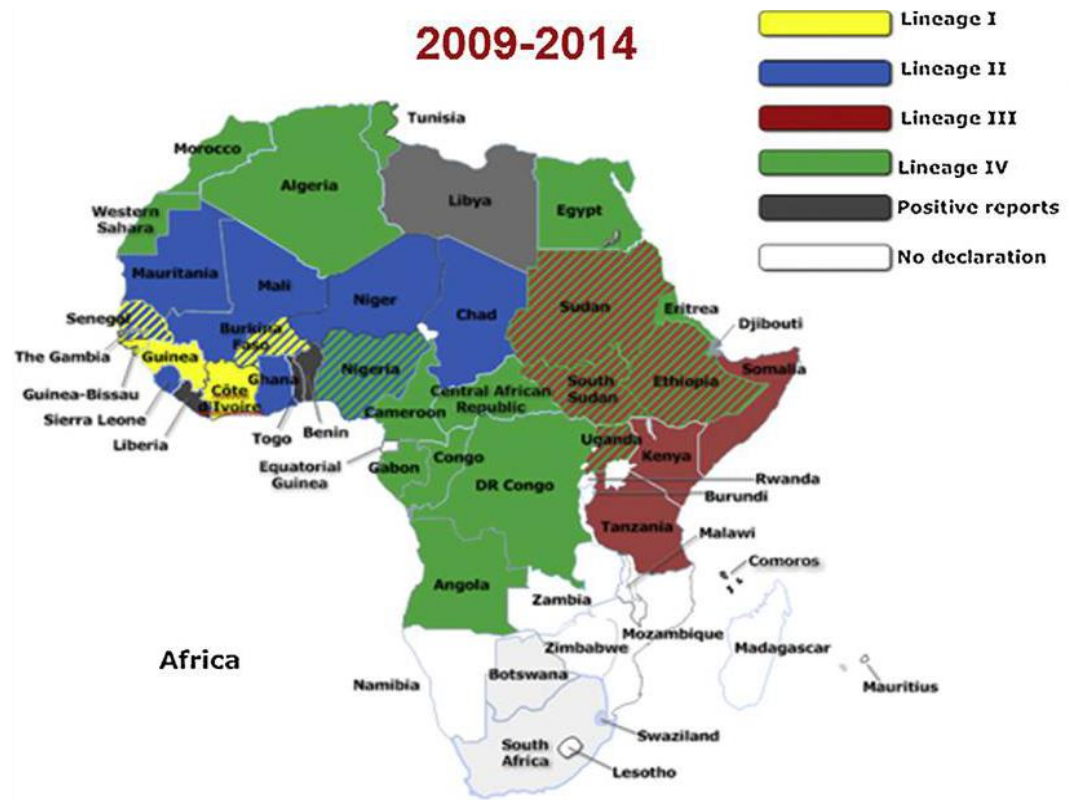 2009-2014
Lineage I
Lineage II
Lineage III
Lineage IV
Positive reports
No declaration
Tunisia
Morocco
Algeria
Libya
Egypt
Western
Sahara
Mauritania
Mali
Niger
Chad
Sudan
Eritrea
Djibouti
Senegal
The Gambia
Guinea
Burkina
Faso
Nigeria
Guinea-Bissau
Sierra Leone
Liberia
Côte
d'Ivoire
Ghana
Togo
Benin
Cameroon
Central African
Republic
South
Sudan
Ethiopia
Somalia
Equatorial
Guinea
Gabon
Congo
DR Congo
Uganda
Kenya
Rwanda
Burundi
Tanzania
Malawi
Comoros
Angola
Zambia
Mozambique
Zimbabwe
Madagascar
Mauritius
Africa
Namibia
Botswana
Swaziland
South
Africa
Lesotho